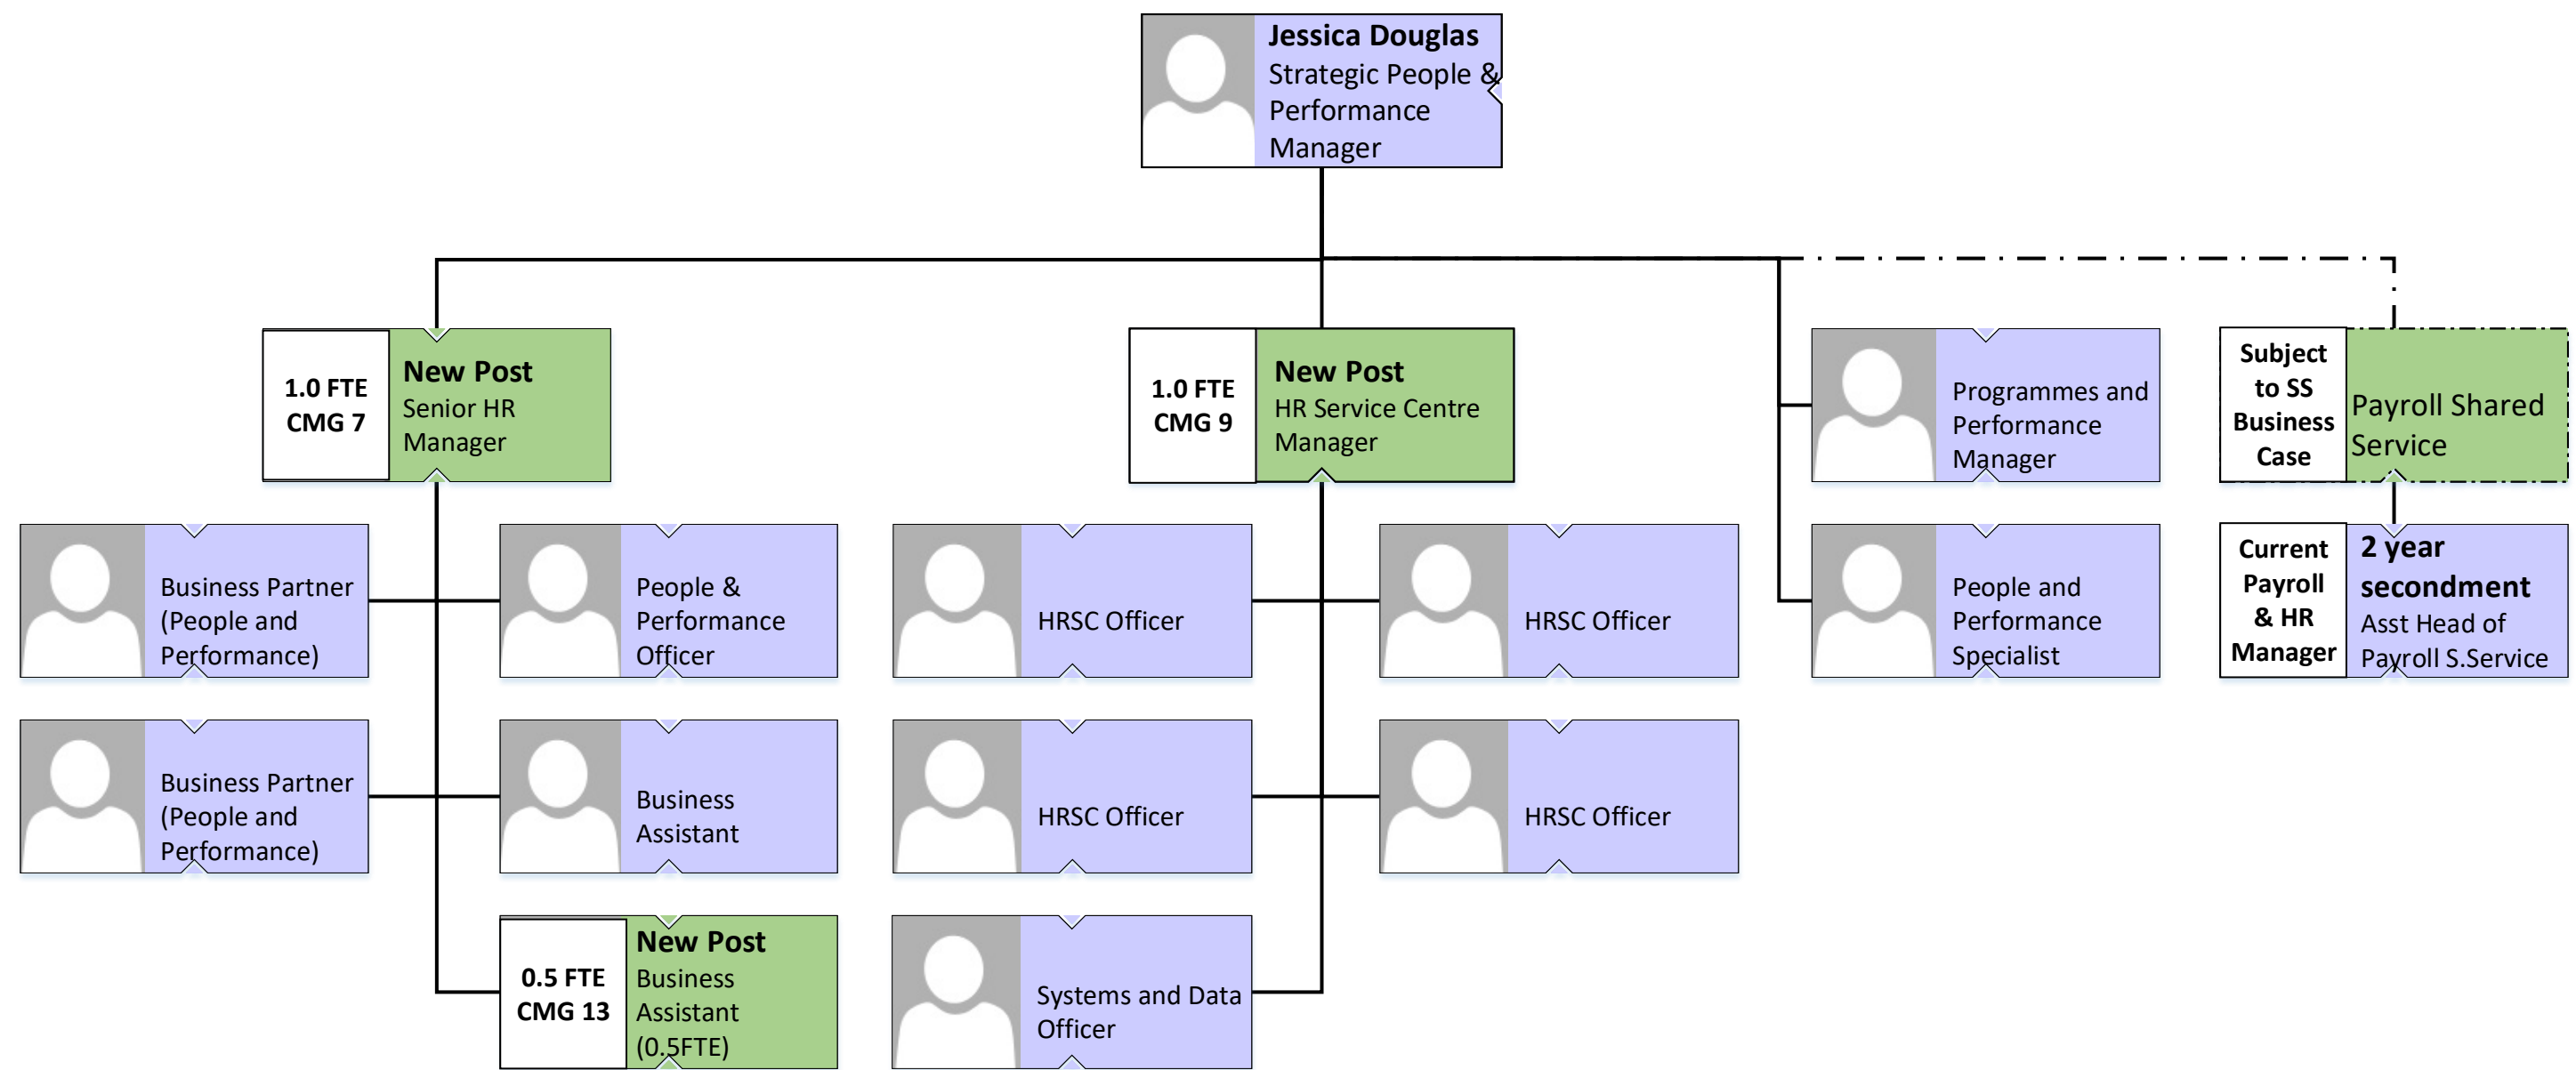 Jessica Douglas
Strategic People &
Performance
Manager
1.0 FTE
CMG 7
New Post
Senior HR
Manager
1.0 FTE
CMG 9
New Post
HR Service Centre
Manager
Programmes and
Performance
Manager
Subject
to SS
Business
Case
Payroll Shared
Service
Business Partner
(People and
Performance)
People &
Performance
Officer
HRSC Officer
HRSC Officer
People and
Performance
Specialist
Current
Payroll
& HR
Manager
2 year
secondment
Asst Head of
Payroll S.Service
Business Partner
(People and
Performance)
Business
Assistant
HRSC Officer
HRSC Officer
0.5 FTE
CMG 13
New Post
Business
Assistant
(0.5FTE)
Systems and Data
Officer